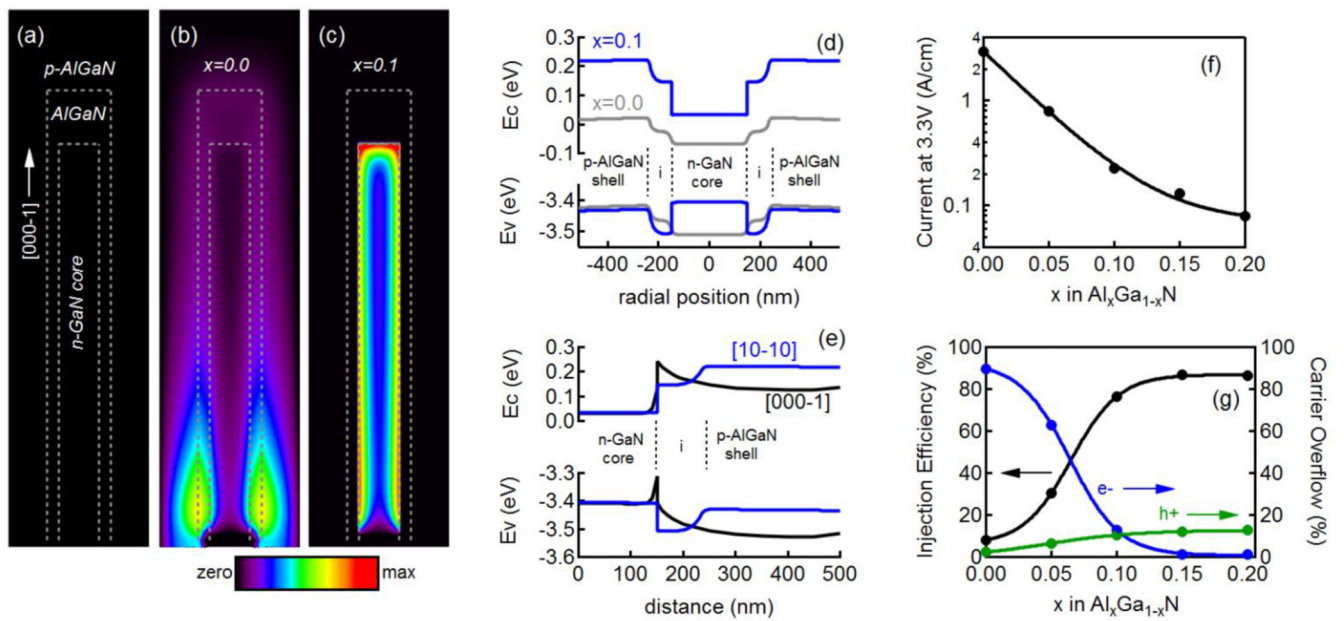 (a)
p-AlGaN
AlGaN
[000-1]
n-GaN core
(b)
x=0.0
(c)
x=0.1
zero
max
(d)
0.3
0.2
0.1
0
-0.1
Ec (eV)
x=0.1
x=0.0
p-AlGaN
shell
i
n-GaN
core
i
p-AlGaN
shell
-3.4
-3.5
Ev (eV)
-400
-200
0
200
400
radial position (nm)
(e)
0.3
0.2
0.1
0.0
Ec (eV)
[10-10]
[000-1]
n-GaN
core
i
p-AlGaN
shell
-3.3
-3.4
-3.5
-3.6
Ev (eV)
0
100
200
300
400
500
distance (nm)
(f)
4
2
1
4
2
0.1
4
Current at 3.3V (A/cm)
0.00
0.05
0.10
0.15
0.20
x in AlxGa1-xN
(g)
100
80
60
40
20
0
Injection Efficiency (%)
e-
h+
100
80
60
40
20
0
Carrier Overflow (%)
0.00
0.05
0.10
0.15
0.20
x in AlxGa1-xN